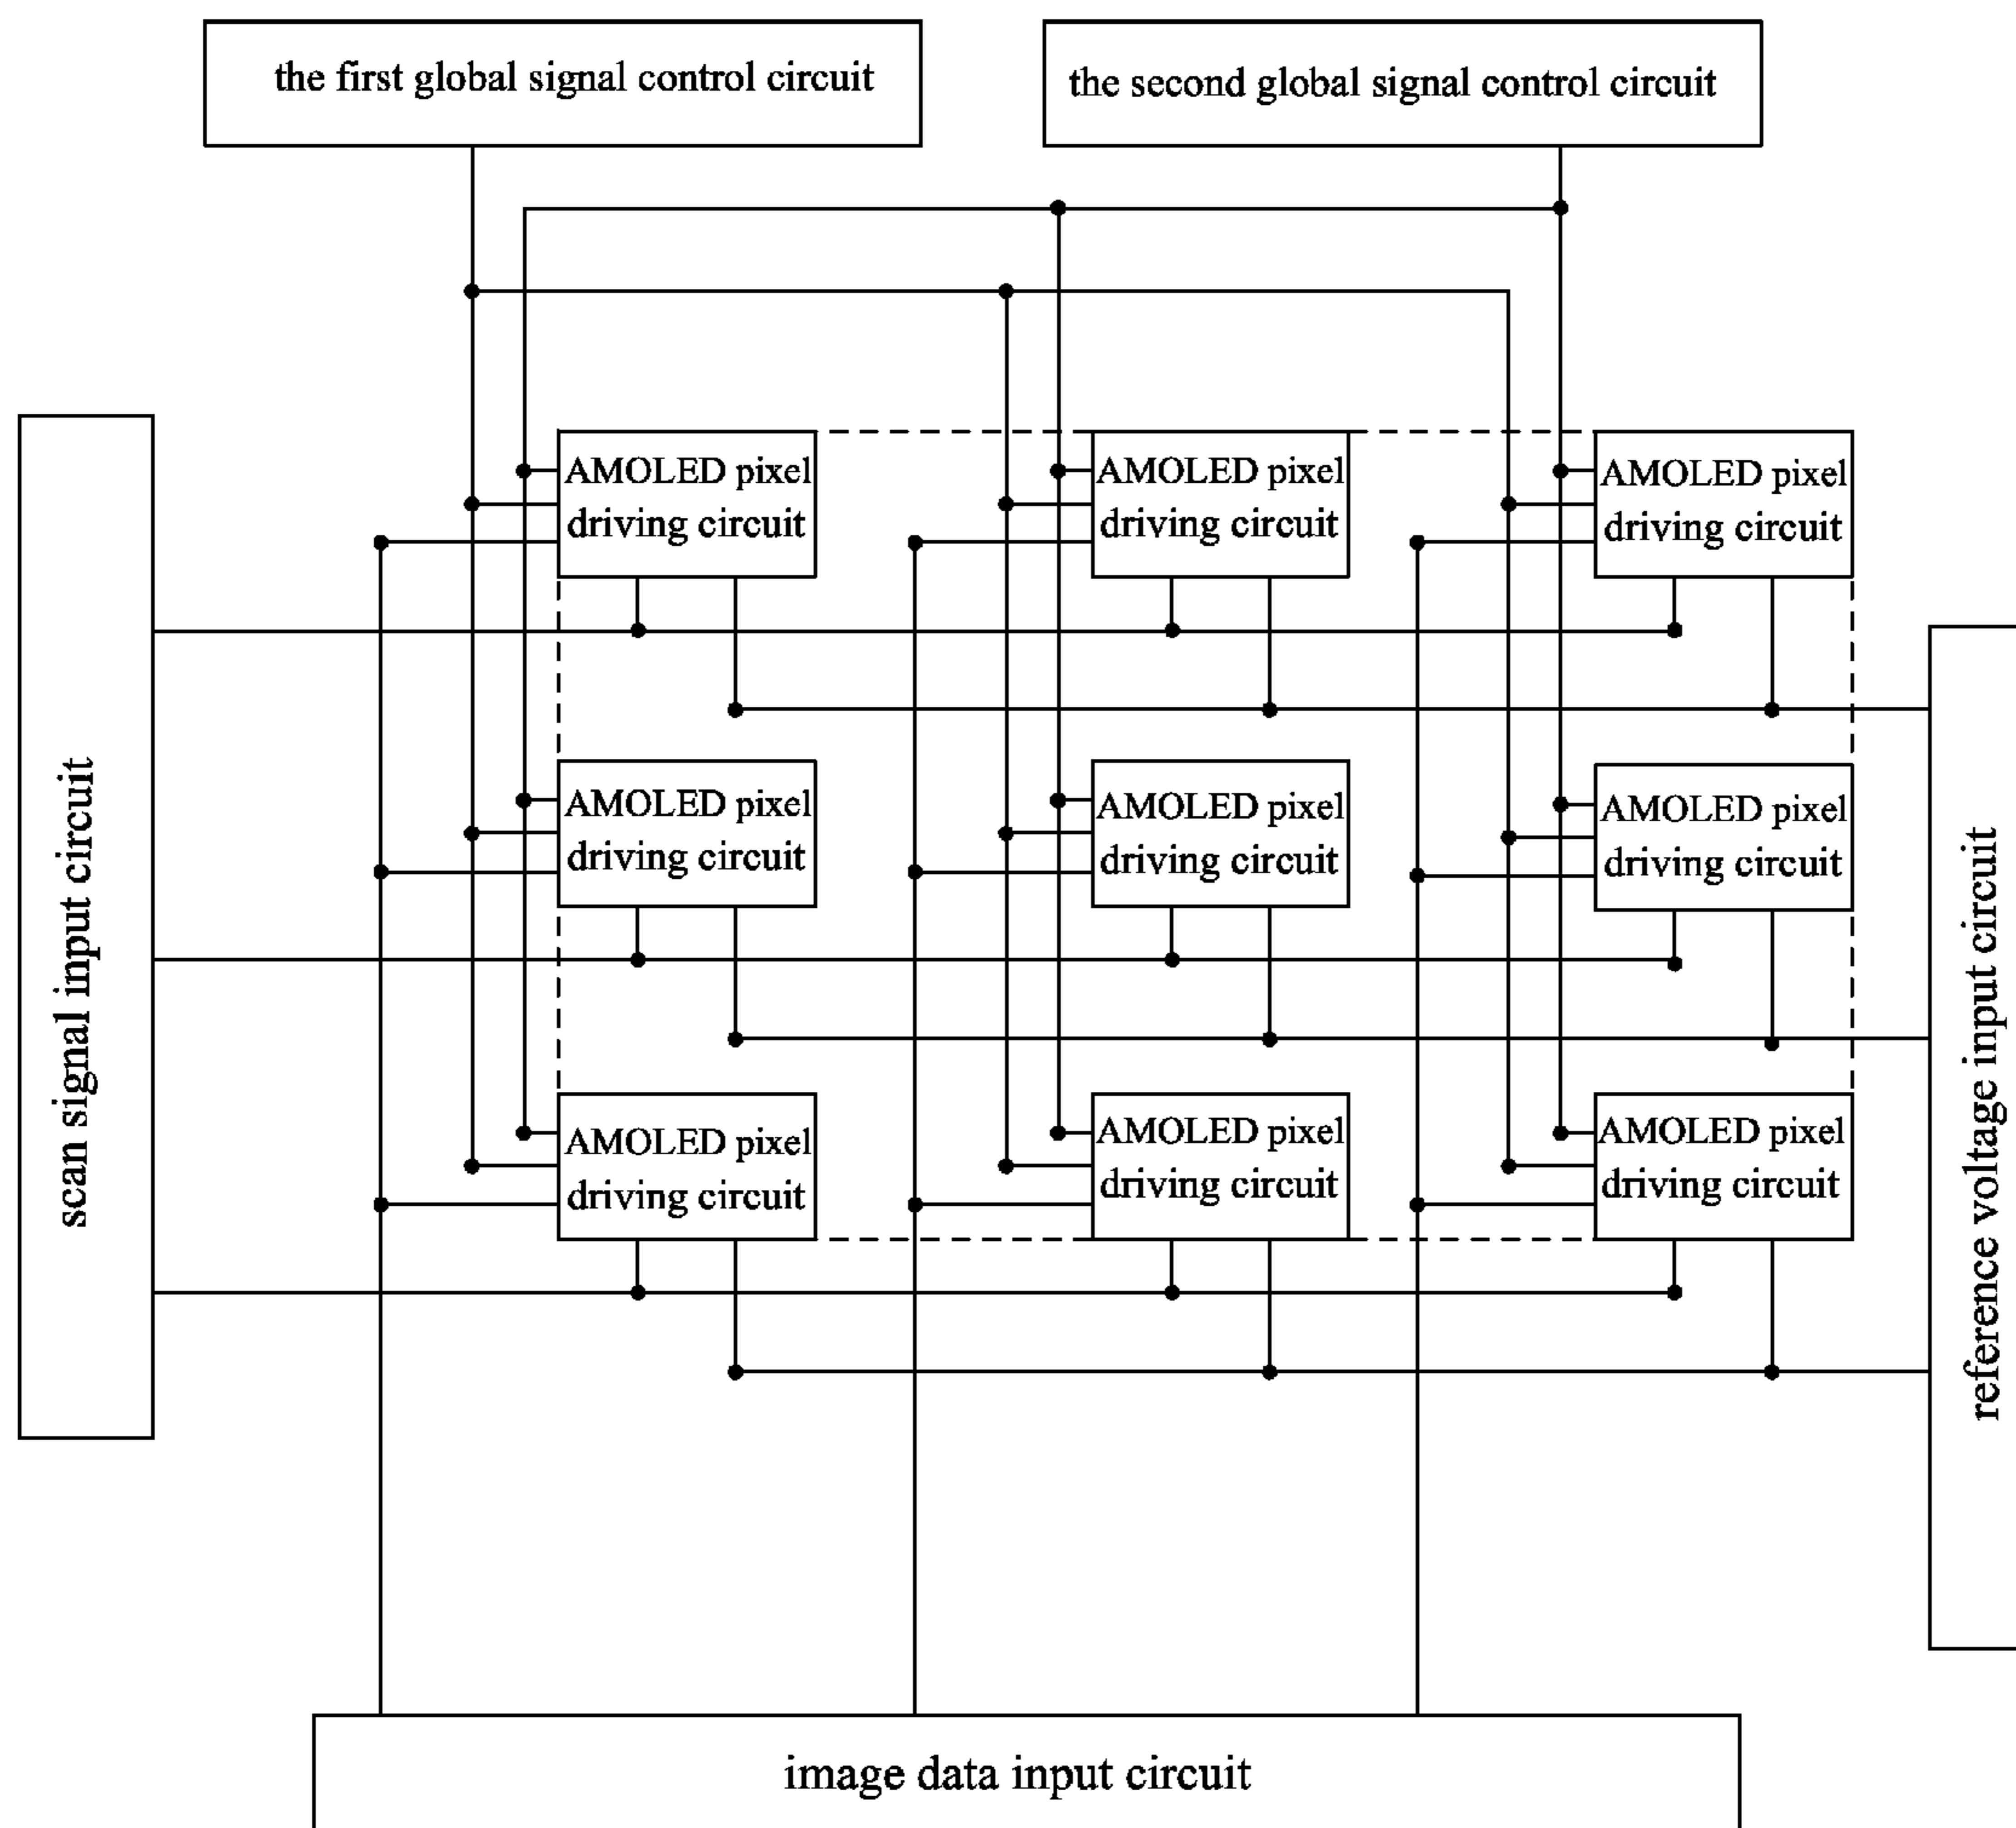 the first global signal control circuit
the second global signal control circuit
scan signal input circuit
AMOLED pixel
driving circuit
AMOLED pixel
driving circuit
AMOLED pixel
driving circuit
AMOLED pixel
driving circuit
AMOLED pixel
driving circuit
AMOLED pixel
driving circuit
AMOLED pixel
driving circuit
AMOLED pixel
driving circuit
AMOLED pixel
driving circuit
reference voltage input circuit
image data input circuit